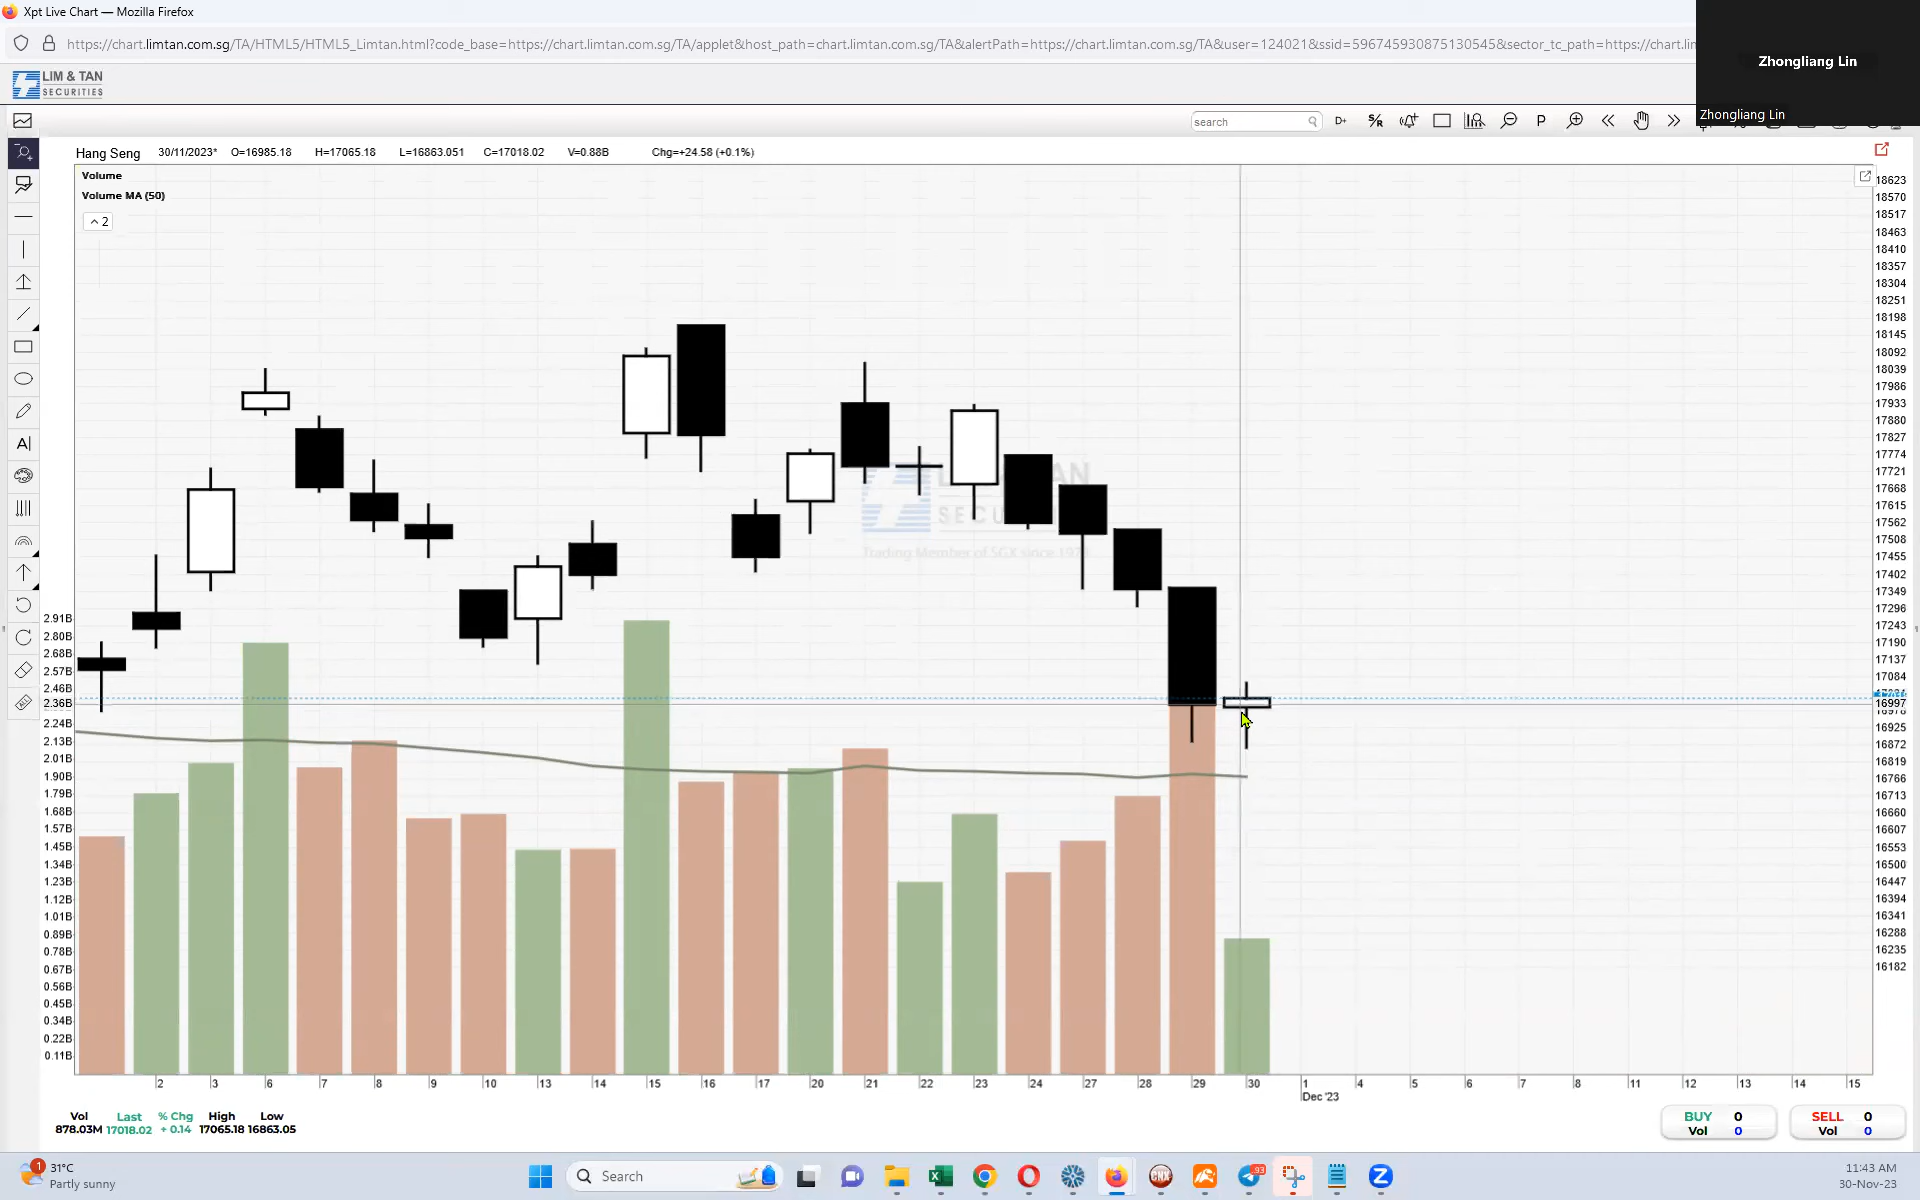 Xpt Live Chart — Mozilla Firefox
https://chart.limtan.com.sg/TA/HTML5/HTML5_Limtan.html?code_base=https://chart.limtan.com.sg/TA/applet&host_path=chart.limtan.com.sg/TA&alertPath=https://chart.limtan.com.sg/TA&user=124021&ssid=596745930875130545&sector_tc_path=https://chart.lin
Zhongliang Lin
Zhongliang Lin
LIM & TAN
SECURITIES
search
D+
S/R
P
Hang Seng 30/11/2023* O=16985.18 H=17065.18 L=16863.051 C=17018.02 V=0.88B Chg=+24.58 (+0.1%)
Volume
Volume MA (50)
2
A
Trading Member of SGX since 197
18623
18570
18517
18463
18410
18357
18304
18251
18198
18145
18092
18039
17986
17933
17880
17827
17774
17721
17668
17615
17562
17508
17455
17402
17349
17296
17243
17190
17137
17084
16997
16925
16872
16819
16766
16713
16660
16607
16553
16500
16447
16394
16341
16288
16235
16182
2.91B
2.80B
2.68B
2.57B
2.46B
2.36B
2.24B
2.13B
2.01B
1.90B
1.79B
1.68B
1.57B
1.45B
1.34B
1.23B
1.12B
1.01B
0.89B
0.78B
0.67B
0.56B
0.45B
0.34B
0.22B
0.11B
2 3 6 7 8 9 10 13 14 15 16 17 20 21 22 23 24 27 28 29 30 1 4 5 6 7 8 11 12 13 14 15
Dec '23
Vol Last % Chg High Low
878.03M 17018.02 + 0.14 17065.18 16863.05
BUY 0
Vol 0
SELL 0
Vol 0
1
31°C
Partly sunny
Search
93
11:43 AM
30-Nov-23